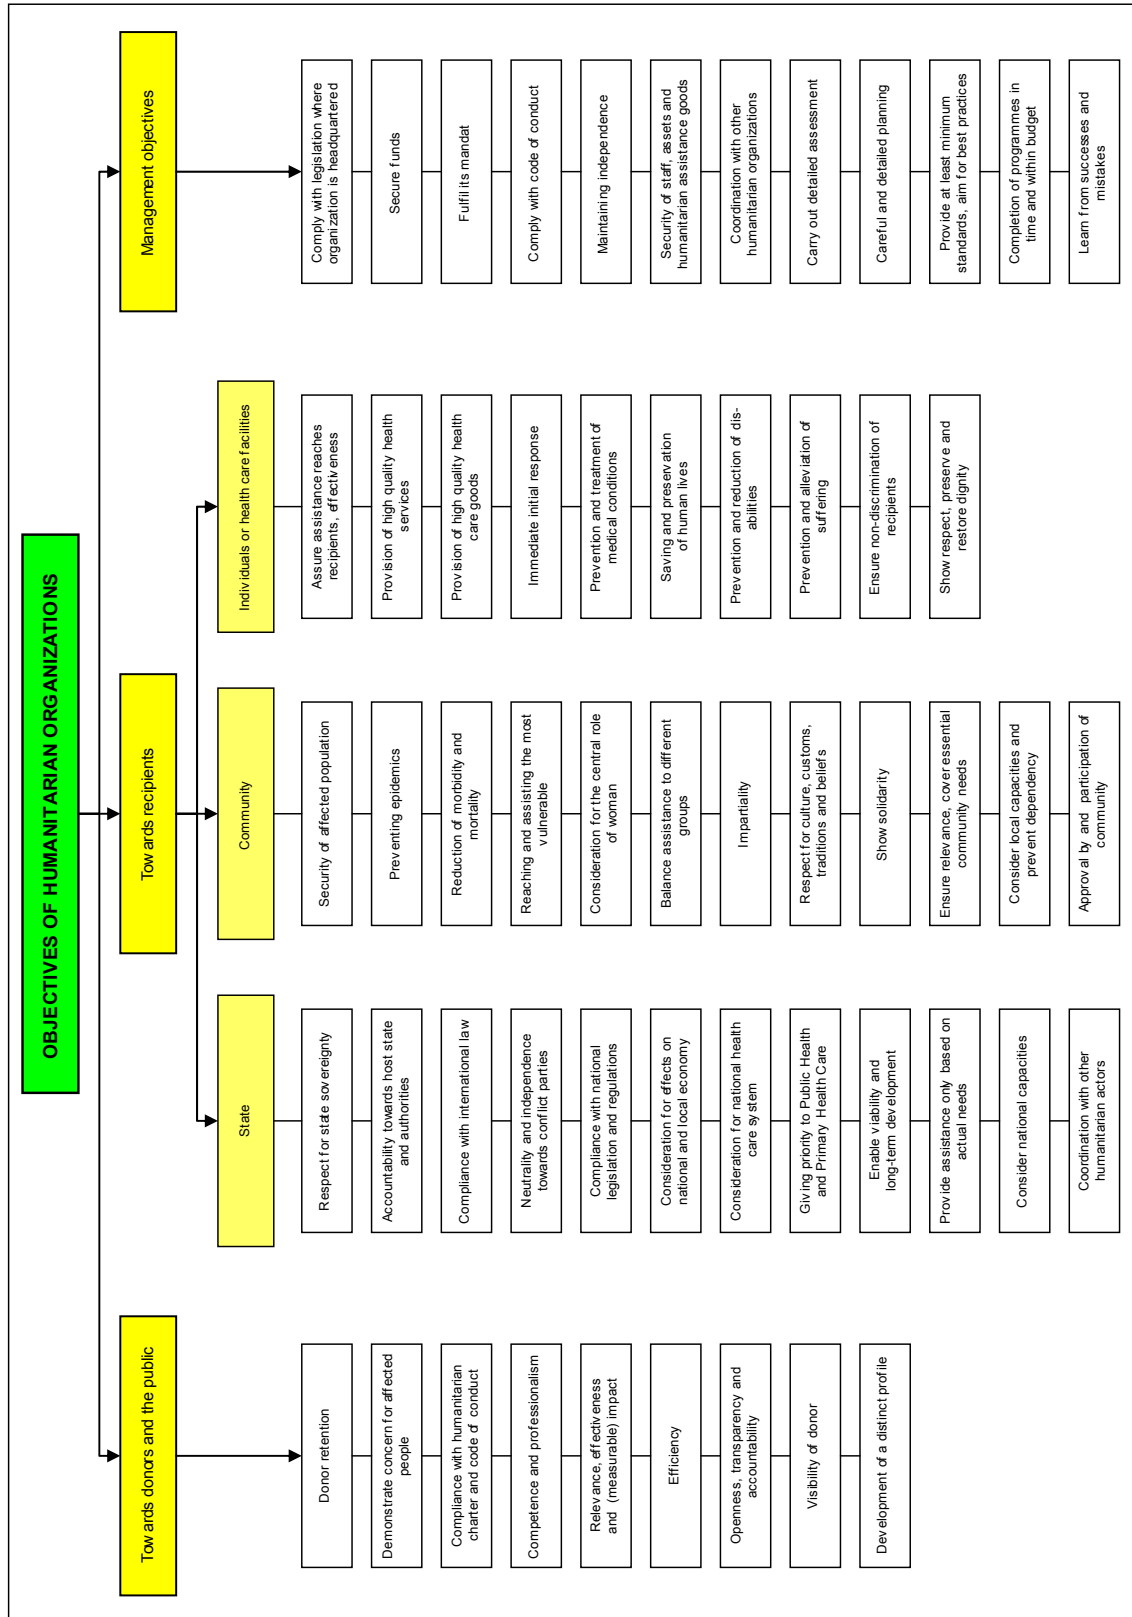 OBJECTIVES OF HUMANITARIAN ORGANIZATIONS
Towards donors and the public
Towards recipients
Management objectives
State
Community
Individuals or health care facilities
Donor retention
Demonstrate concern for affected
people
Compliance with humanitarian
charter and code of conduct
Competence and professionalism
Relevance, effectiveness
and (measurable) impact
Efficiency
Openness, transparency and
accountability
Visibility of donor
Development of a distinct profile
Respect for state sovereignty
Accountability towards host state
and authorities
Compliance with international law
Neutrality and independence
towards conflict parties
Compliance with national
legislation and regulations
Consideration for effects on
national and local economy
Consideration for national health
care system
Giving priority to Public Health
and Primary Health Care
Enable viability and
long-term development
Provide assistance only based on
actual needs
Consider national capacities
Coordination with other
humanitarian actors
Security of affected population
Preventing epidemics
Reduction of morbidity and
mortality
Reaching and assisting the most
vulnerable
Consideration for the central role
of woman
Balance assistance to different
groups
Impartiality
Respect for culture, customs,
traditions and beliefs
Show solidarity
Ensure relevance, cover essential
community needs
Consider local capacities and
prevent dependency
Approval by and participation of
community
Assure assistance reaches
recipients, effectiveness
Provision of high quality health
services
Provision of high quality health
care goods
Immediate initial response
Prevention and treatment of
medical conditions
Saving and preservation
of human lives
Prevention and reduction of dis-
abilities
Prevention and alleviation of
suffering
Ensure non-discrimination of
recipients
Show respect, preserve and
restore dignity
Comply with legislation where
organization is headquartered
Secure funds
Fulfil its mandat
Comply with code of conduct
Maintaining independence
Security of staff, assets and
humanitarian assistance goods
Coordination with other
humanitarian organizations
Carry out detailed assessment
Careful and detailed planning
Provide at least minimum
standards, aim for best practices
Completion of programmes in
time and within budget
Learn from successes and
mistakes